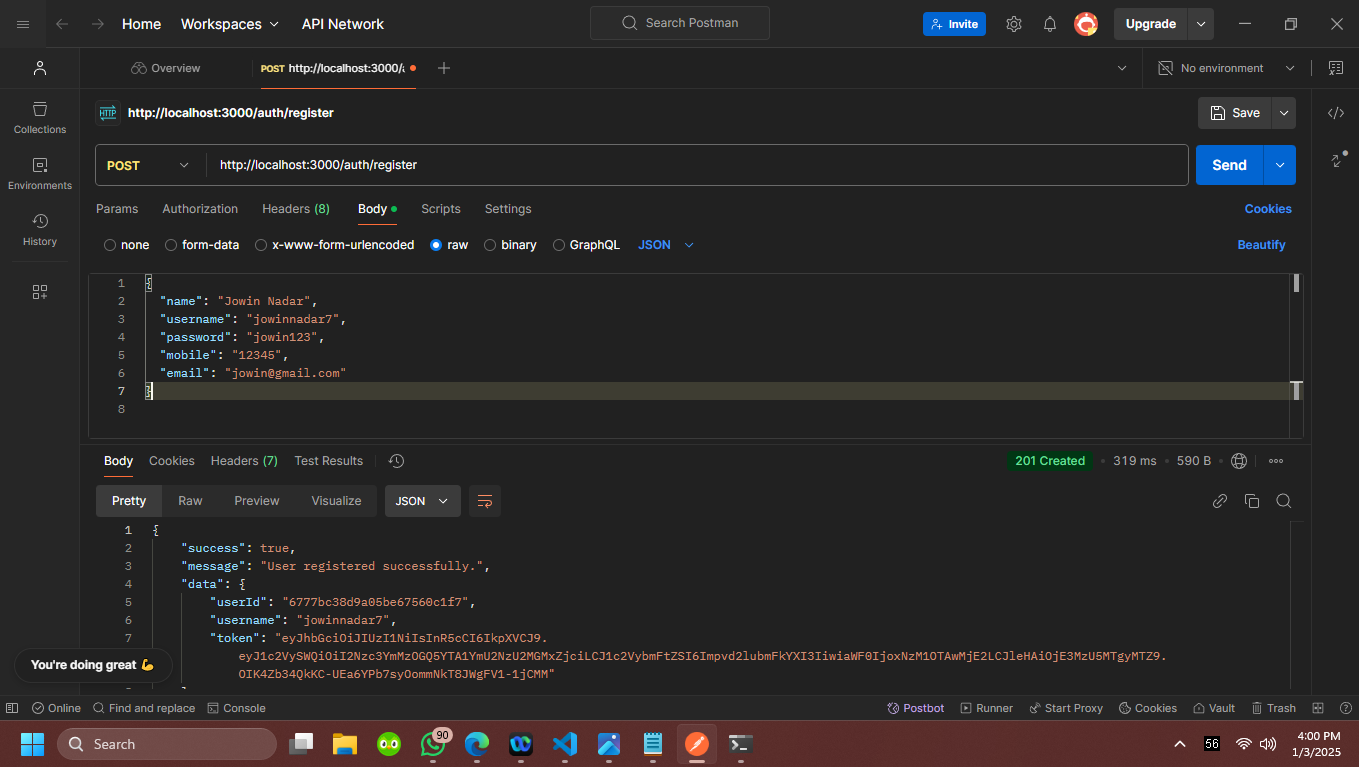 Home Workspaces API Network Search Postman Invite Upgrade
Overview POST http://localhost:3000/a No environment
HTTP http://localhost:3000/auth/register Save
Collections
POST http://localhost:3000/auth/register Send
Environments
Params Authorization Headers (8) Body Scripts Settings Cookies
History
none form-data x-www-form-urlencoded raw binary GraphQL JSON Beautify
1 {
2 "name": "Jowin Nadar",
3 "username": "jowinnadar7",
4 "password": "jowin123",
5 "mobile": "12345",
6 "email": "jowin@gmail.com"
7 }
8
Body Cookies Headers (7) Test Results 201 Created 319 ms 590 B
Pretty Raw Preview Visualize JSON
1 {
2 "success": true,
3 "message": "User registered successfully.",
4 "data": {
5 "userId": "6777bc38d9a05be67560c1f7",
6 "username": "jowinnadar7",
7 "token": "eyJhbGciOiJIUzI1NiIsInR5cCI6IkpXVCJ9.
eyJ1c2VySWQiOiI2Nzc3YmMzOGQ5YTA1YmU2NzU2MGMxZjciLCJ1c2VybmFtZSI6Impvd2lubmFkYXI3IiwiaWF0IjoxNzM1OTAwMjE2LCJleHAiOjE3MzU5MTgyMTZ9.
OIK4Zb34QkKC-UEa6YPb7syOommNkT8JWgFV1-1jCMM"
You're doing great 💪
Online Find and replace Console Postbot Runner Start Proxy Cookies Vault Trash
Search 90 56 4:00 PM
1/3/2025